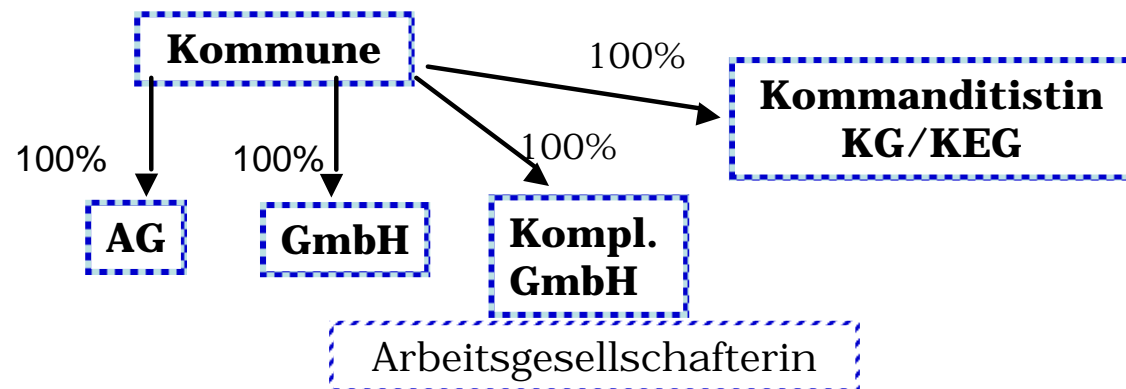 Kommune
100%
Kommanditistin
KG/KEG
100%
100%
100%
AG
GmbH
Kompl.
GmbH
Arbeitsgesellschafterin